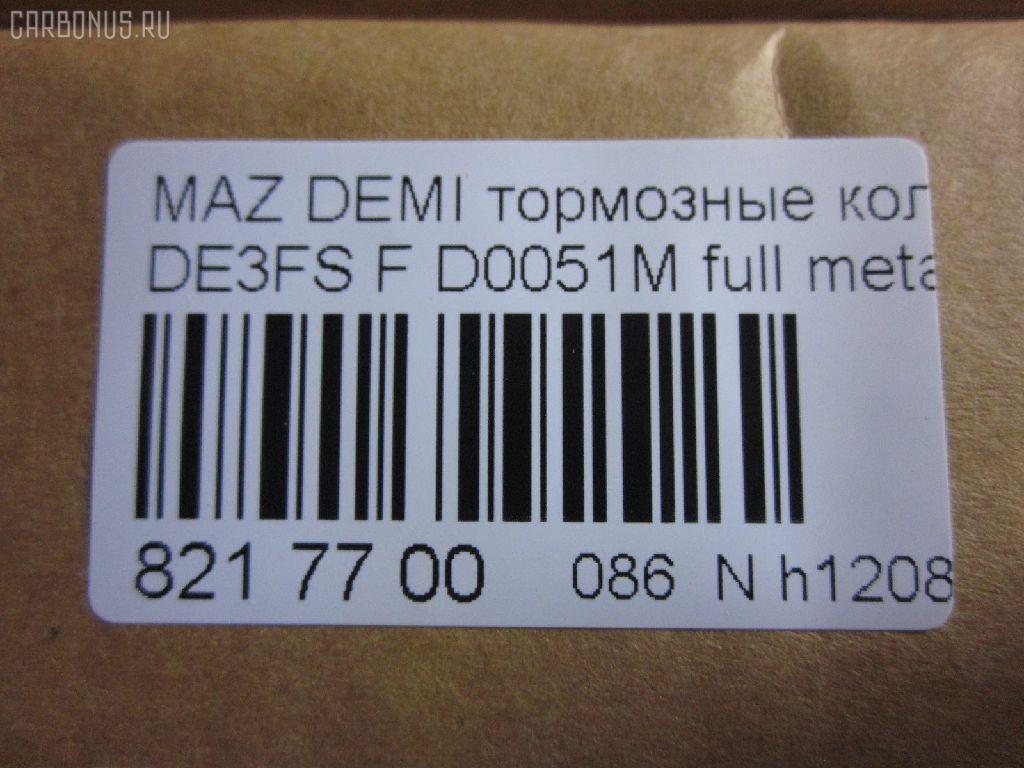 CARBONUS.RU
MAZ DEMI тормозные кол
DE3FS F D0051M full meta
821 77 00 086 N h1208